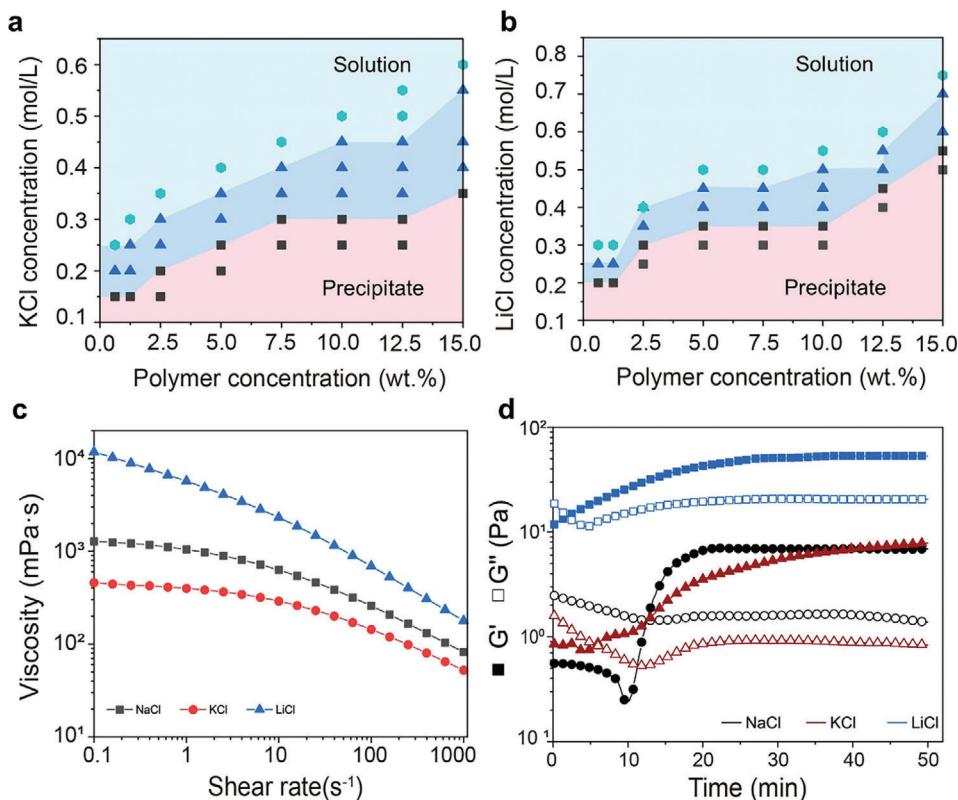 a
KCl concentration (mol/L)
0.6
0.5
0.4
0.3
0.2
0.1
Solution
Precipitate
0.0 2.5 5.0 7.5 10.0 12.5 15.0
Polymer concentration (wt.%)
b
LiCl concentration (mol/L)
0.8
0.7
0.6
0.5
0.4
0.3
0.2
0.1
Solution
Precipitate
0.0 2.5 5.0 7.5 10.0 12.5 15.0
Polymer concentration (wt.%)
c
Viscosity (mPa·s)
10⁴
10³
10²
10¹
NaCl KCl LiCl
0.1 1 10 100 1000
Shear rate(s⁻¹)
d
■ G' □ G" (Pa)
10²
10¹
10⁰
10⁻¹
NaCl KCl LiCl
0 10 20 30 40 50
Time (min)